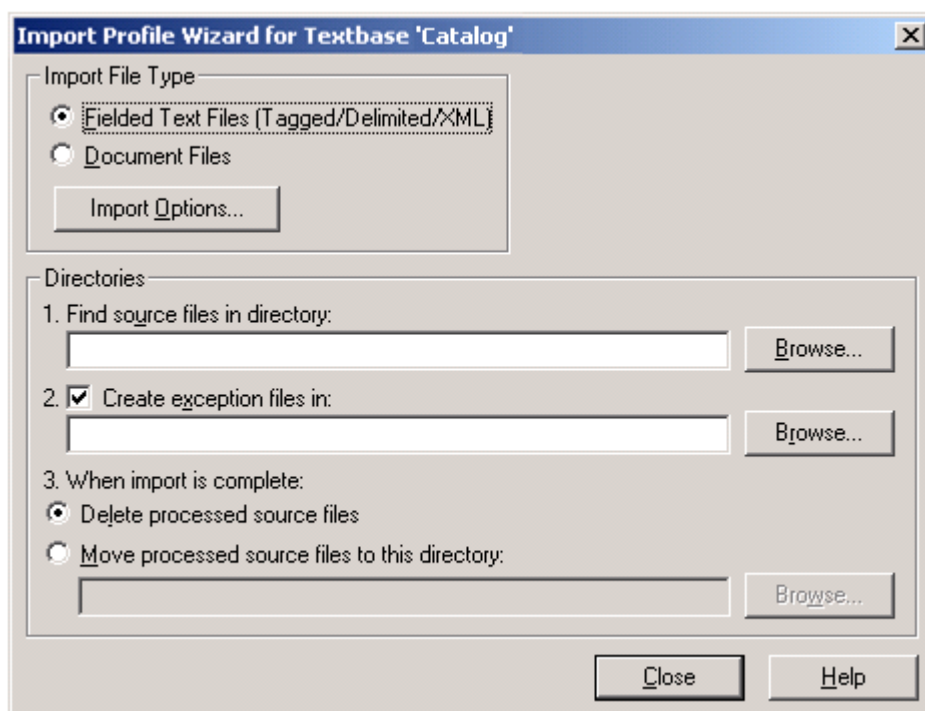 Import Profile Wizard for Textbase 'Catalog'
Import File Type
Fielded Text Files (Tagged/Delimited/XML)
Document Files
Import Options...
Directories
1. Find source files in directory:
Browse...
2. Create exception files in:
Browse...
3. When import is complete:
Delete processed source files
Move processed source files to this directory:
Browse...
Close Help